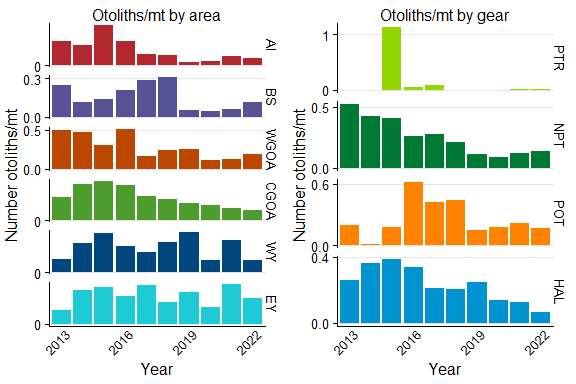 Otoliths/mt by area
Number otoliths/mt
0
AI
0.3
0.0
BS
0.5
0.0
WGOA
0
CGOA
0
WY
0
EY
2013
2016
2019
2022
Year
Otoliths/mt by gear
Number otoliths/mt
1
0
PTR
0.5
0.0
NPT
0.6
0.0
POT
0.4
0.0
HAL
2013
2016
2019
2022
Year